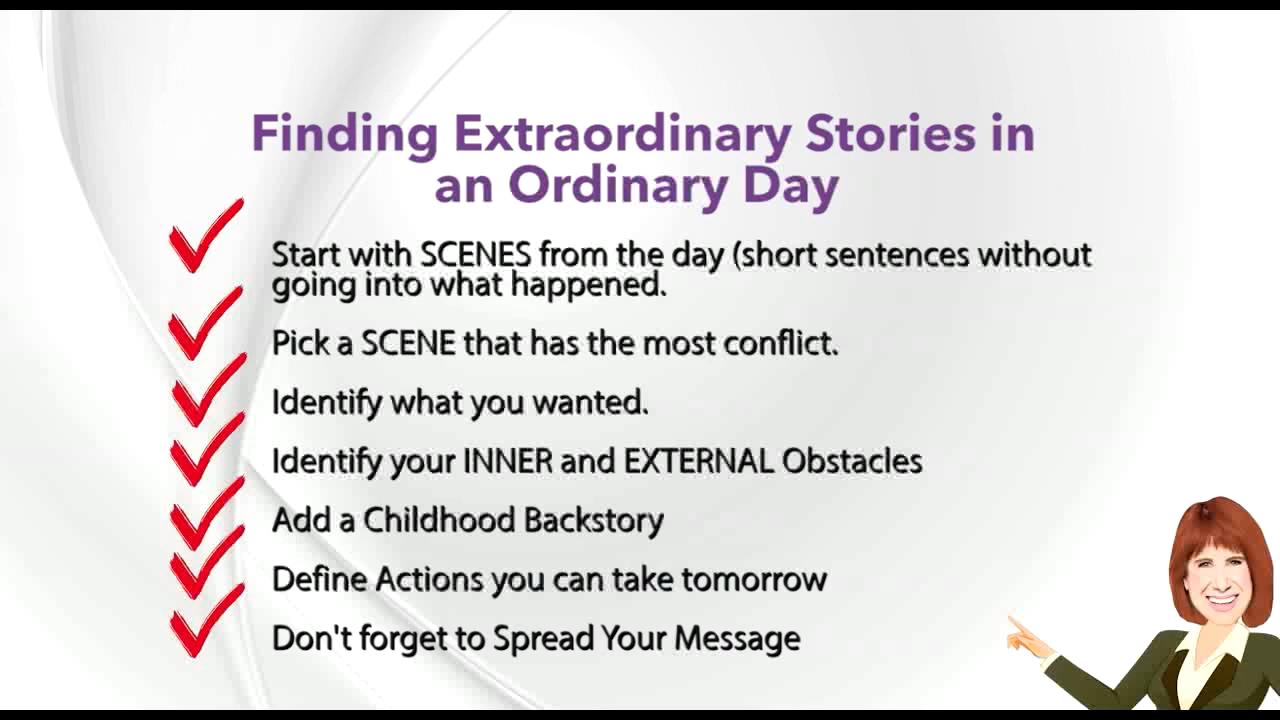 Finding Extraordinary Stories in
an Ordinary Day
Start with SCENES from the day (short sentences without
going into what happened.
Pick a SCENE that has the most conflict.
Identify what you wanted.
Identify your INNER and EXTERNAL Obstacles
Add a Childhood Backstory
Define Actions you can take tomorrow
Don't forget to Spread Your Message